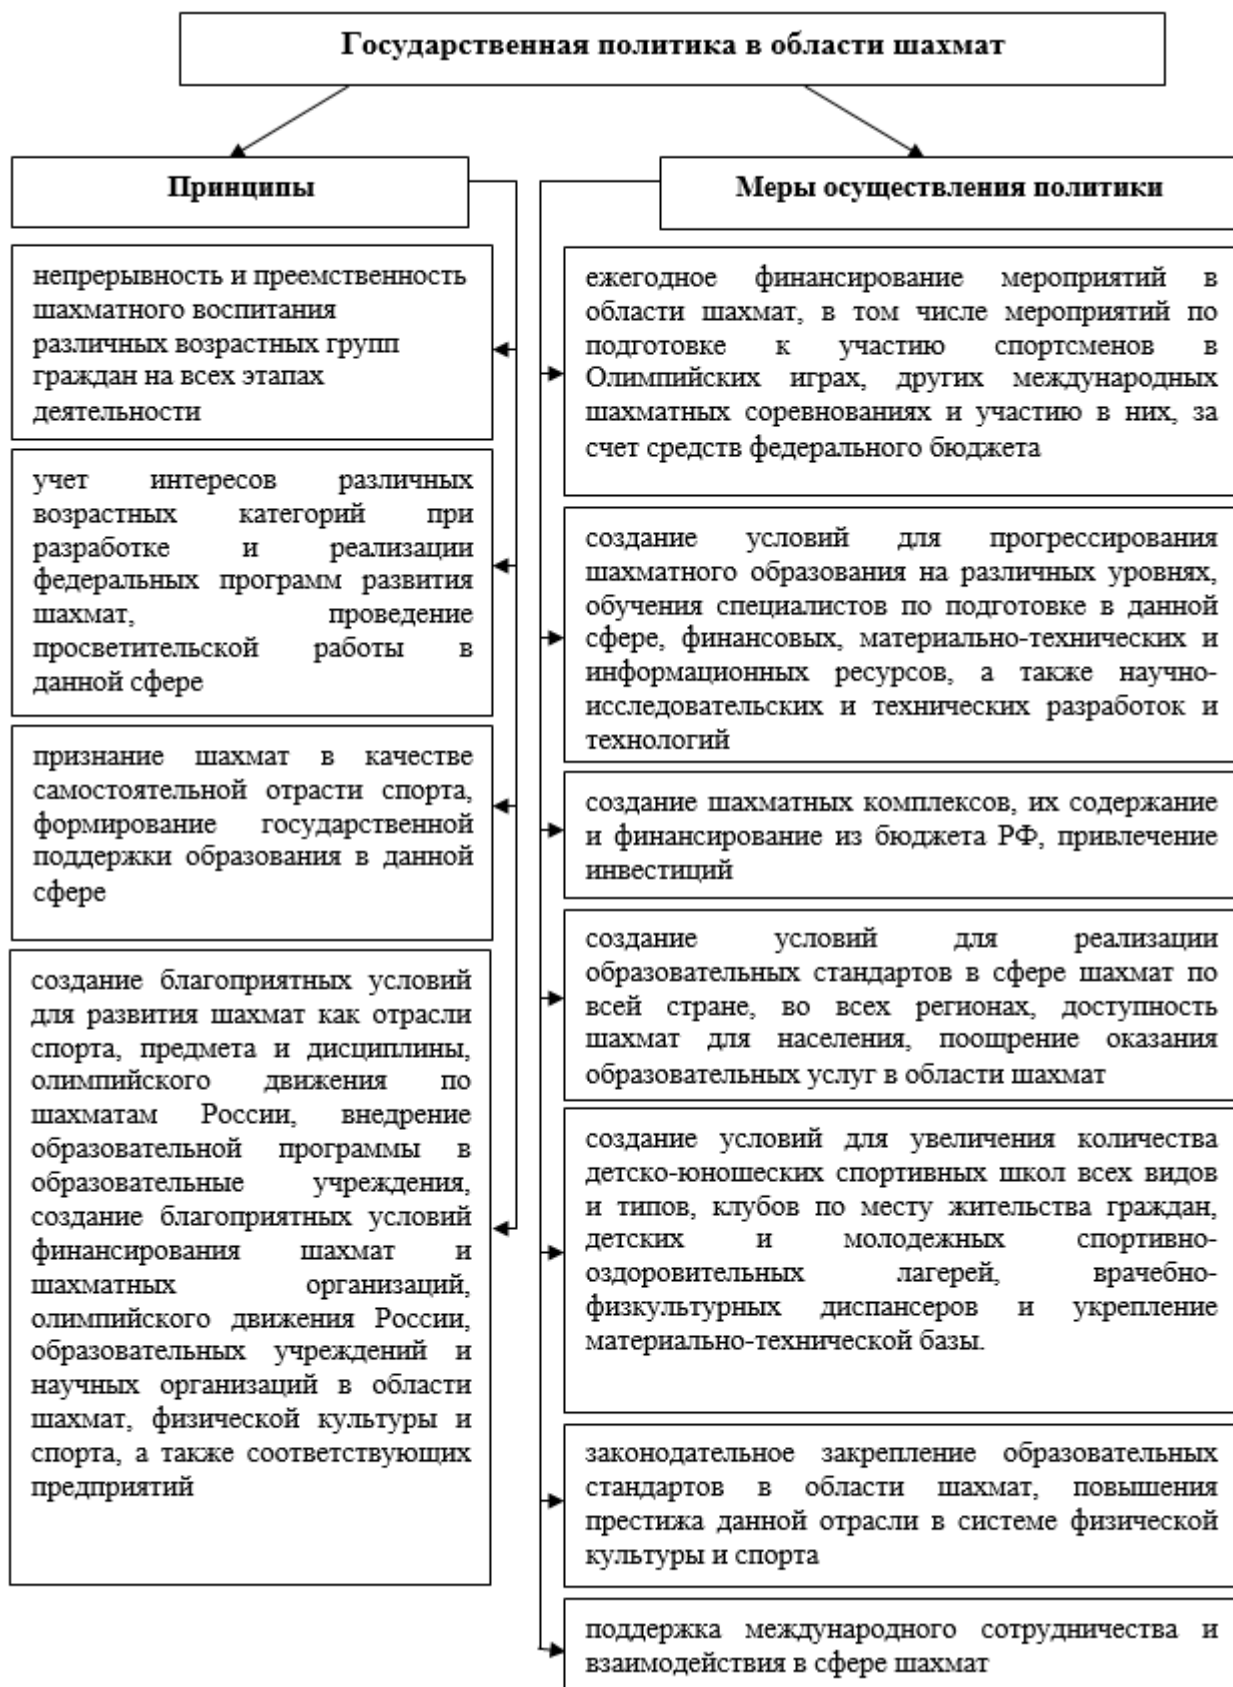 Государственная политика в области шахмат
Принципы
непрерывность и преемственность
шахматного воспитания
различных возрастных групп
граждан на всех этапах
деятельности
учет интересов различных
возрастных категорий при
разработке и реализации
федеральных программ развития
шахмат, проведение
просветительской работы в
данной сфере
признание шахмат в качестве
самостоятельной отрасти спорта,
формирование государственной
поддержки образования в данной
сфере
создание благоприятных условий
для развития шахмат как отрасли
спорта, предмета и дисциплины,
олимпийского движения по
шахматам России, внедрение
образовательной программы в
образовательные учреждения,
создание благоприятных условий
финансирования шахмат и
шахматных организаций,
олимпийского движения России,
образовательных учреждений и
научных организаций в области
шахмат, физической культуры и
спорта, а также соответствующих
предприятий
Меры осуществления политики
ежегодное финансирование мероприятий в
области шахмат, в том числе мероприятий по
подготовке к участию спортсменов в
Олимпийских играх, других международных
шахматных соревнованиях и участию в них, за
счет средств федерального бюджета
создание условий для прогрессирования
шахматного образования на различных уровнях,
обучения специалистов по подготовке в данной
сфере, финансовых, материально-технических и
информационных ресурсов, а также научно-
исследовательских и технических разработок и
технологий
создание шахматных комплексов, их содержание
и финансирование из бюджета РФ, привлечение
инвестиций
создание условий для реализации
образовательных стандартов в сфере шахмат по
всей стране, во всех регионах, доступность
шахмат для населения, поощрение оказания
образовательных услуг в области шахмат
создание условий для увеличения количества
детско-юношеских спортивных школ всех видов
и типов, клубов по месту жительства граждан,
детских и молодежных спортивно-
оздоровительных лагерей, врачебно-
физкультурных диспансеров и укрепление
материально-технической базы.
законодательное закрепление образовательных
стандартов в области шахмат, повышения
престижа данной отрасли в системе физической
культуры и спорта
поддержка международного сотрудничества и
взаимодействия в сфере шахмат